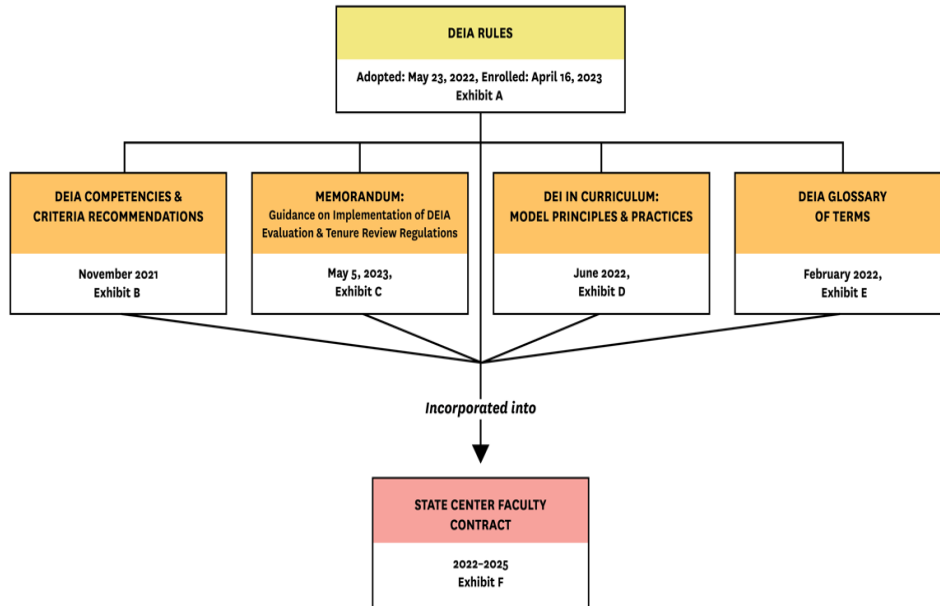 DEIA RULES
Adopted: May 23, 2022, Enrolled: April 16, 2023
Exhibit A
DEIA COMPETENCIES &
CRITERIA RECOMMENDATIONS
November 2021
Exhibit B
MEMORANDUM:
Guidance on Implementation of DEIA
Evaluation & Tenure Review Regulations
May 5, 2023,
Exhibit C
DEI IN CURRICULUM:
MODEL PRINCIPLES & PRACTICES
June 2022,
Exhibit D
DEIA GLOSSARY
OF TERMS
February 2022,
Exhibit E
Incorporated into
STATE CENTER FACULTY
CONTRACT
2022–2025
Exhibit F